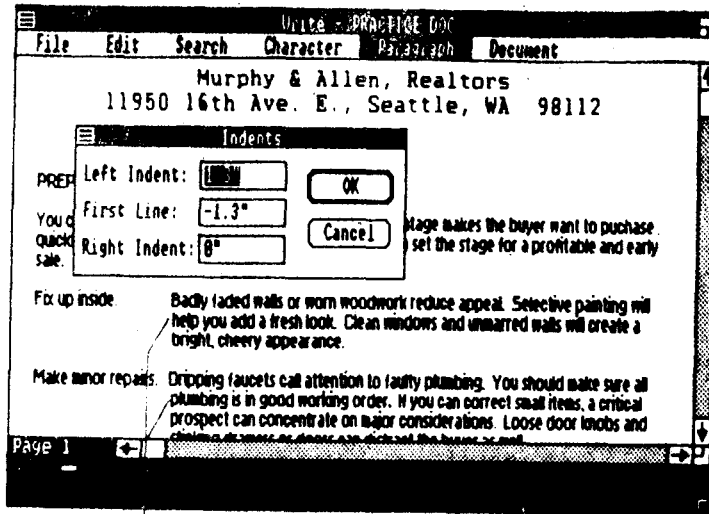 Write - PRACTICE.DOC
File Edit Search Character Paragraph Document
Murphy & Allen, Realtors
11950 16th Ave. E., Seattle, WA 98112
Indents
Left Indent:
OK
First Line: -1.3"
Cancel
Right Indent: 0"
PREP
You
stage makes the buyer want to puchase
quick
set the stage for a profitable and early
sale.
Fix up inside. Badly faded walls or worn woodwork reduce appeal. Selective painting will
help you add a fresh look. Clean windows and unmarred walls will create a
bright, cheery appearance.
Make minor repairs. Dripping faucets call attention to faulty plumbing. You should make sure all
plumbing is in good working order. If you can correct small items, a critical
prospect can concentrate on major considerations. Loose door knobs and
Page 1